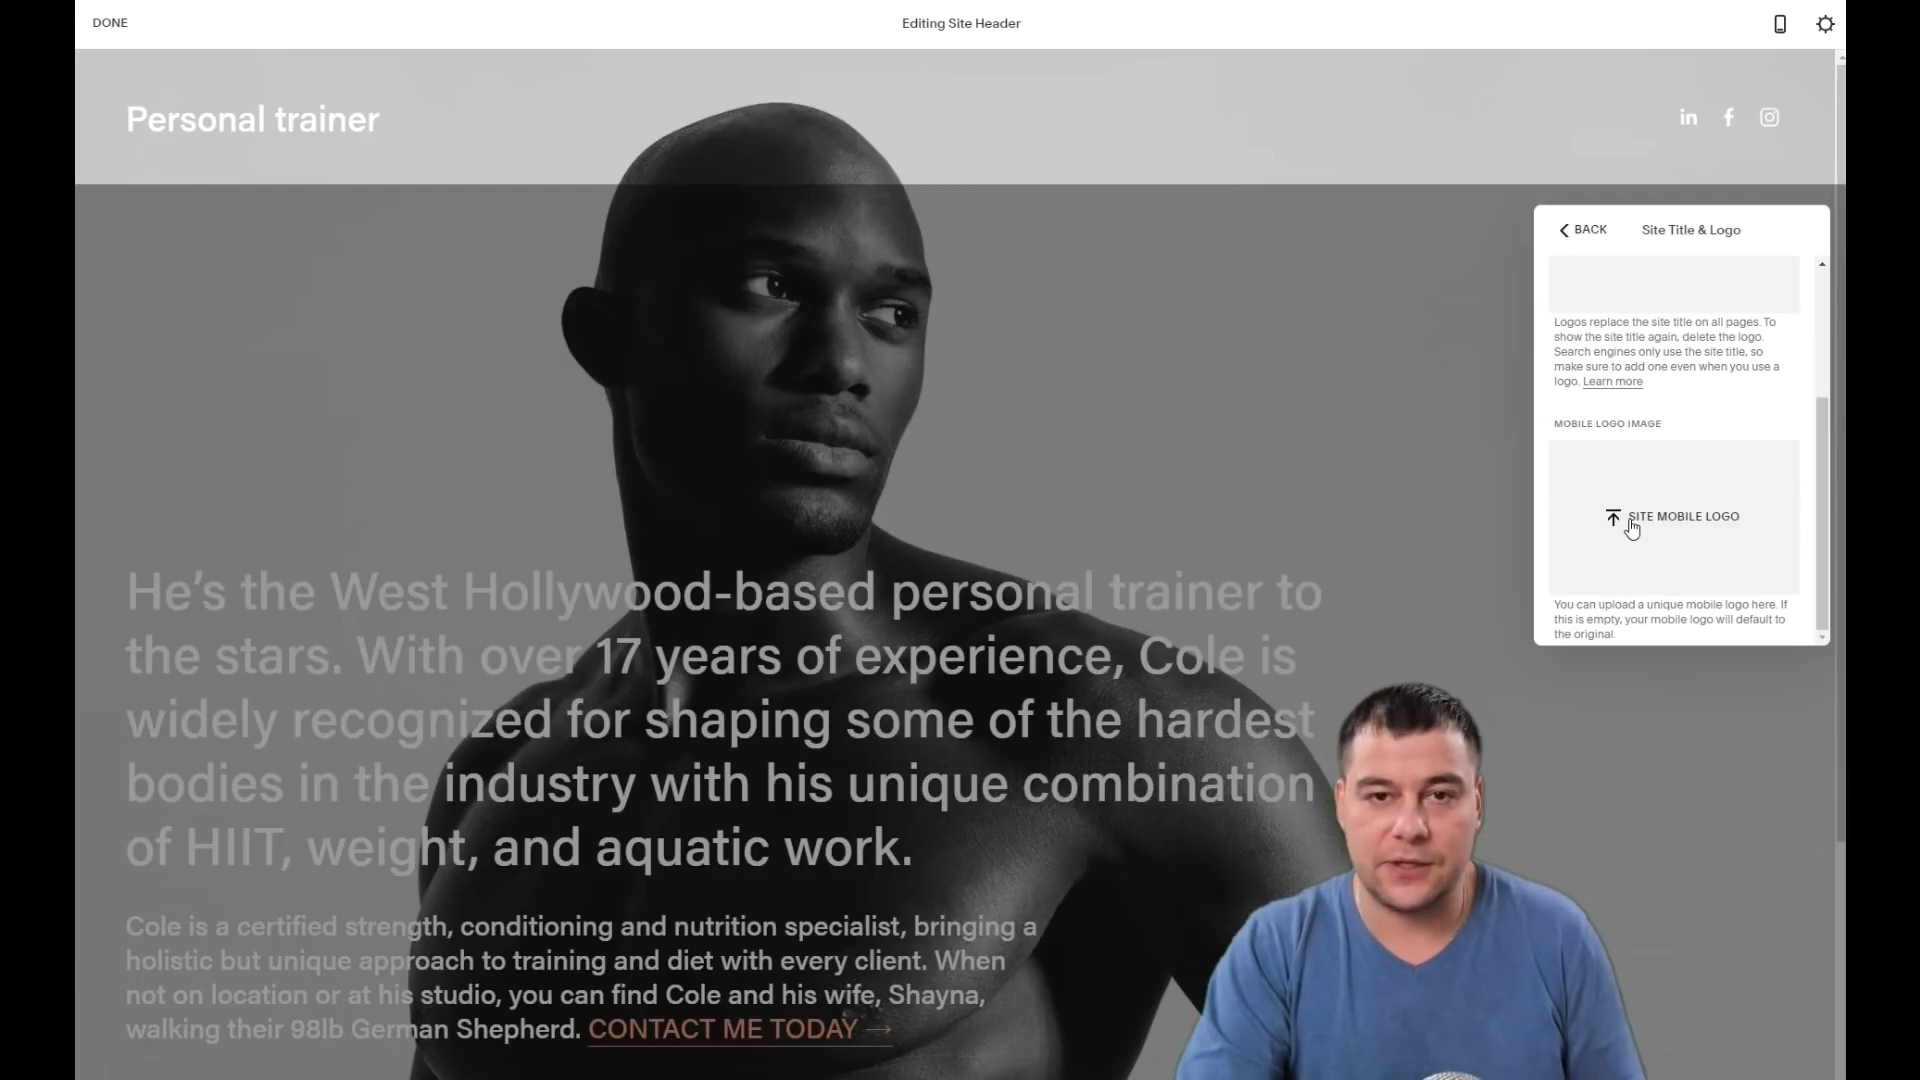 DONE
Editing Site Header
Personal trainer
BACK
Site Title & Logo
Logos replace the site title on all pages. To
show the site title again, delete the logo.
Search engines only use the site title, so
make sure to add one even when you use a
logo. Learn more
MOBILE LOGO IMAGE
SITE MOBILE LOGO
You can upload a unique mobile logo here. If
this is empty, your mobile logo will default to
the original.
He’s the West Hollywood-based personal trainer to
the stars. With over 17 years of experience, Cole is
widely recognized for shaping some of the hardest
bodies in the industry with his unique combination
of HIIT, weight, and aquatic work.
Cole is a certified strength, conditioning and nutrition specialist, bringing a
holistic but unique approach to training and diet with every client. When
not on location or at his studio, you can find Cole and his wife, Shayna,
walking their 98lb German Shepherd. CONTACT ME TODAY →